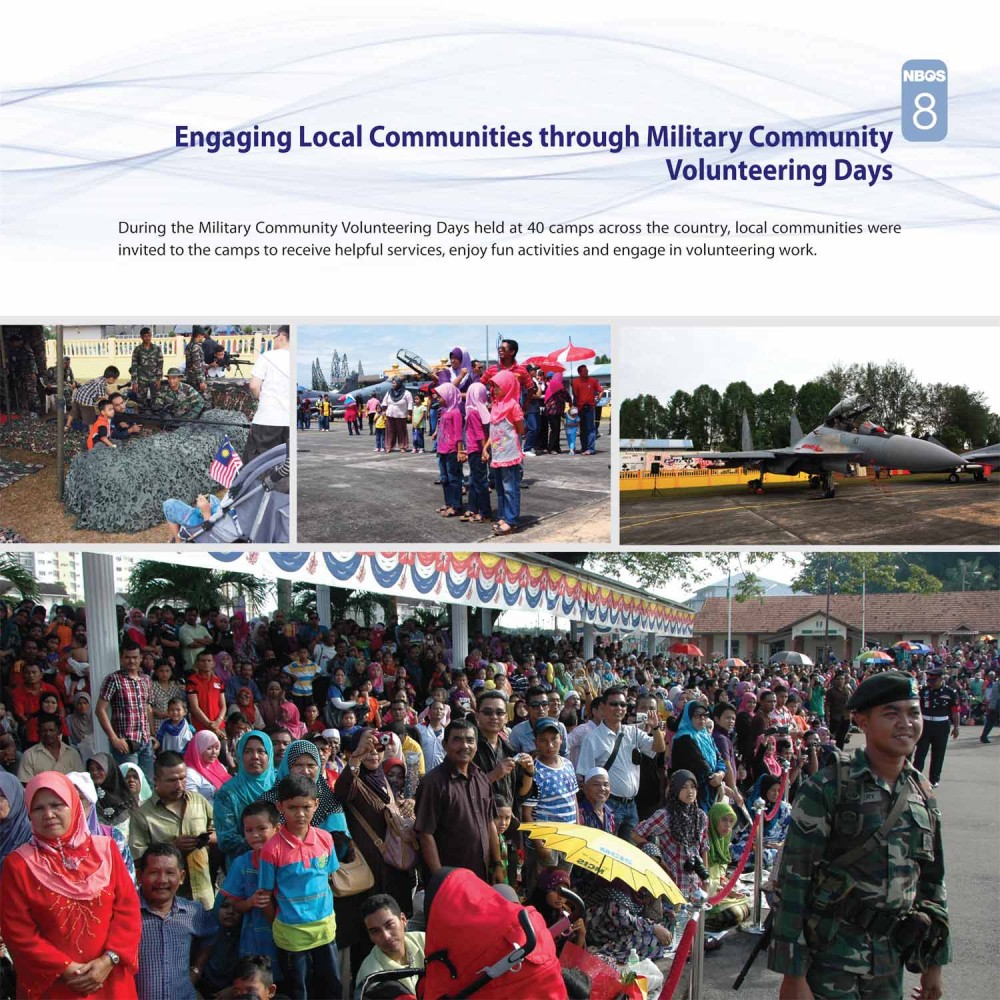 NBOS
8
Engaging Local Communities through Military Community
Volunteering Days
During the Military Community Volunteering Days held at 40 camps across the country, local communities were
invited to the camps to receive helpful services, enjoy fun activities and engage in volunteering work.